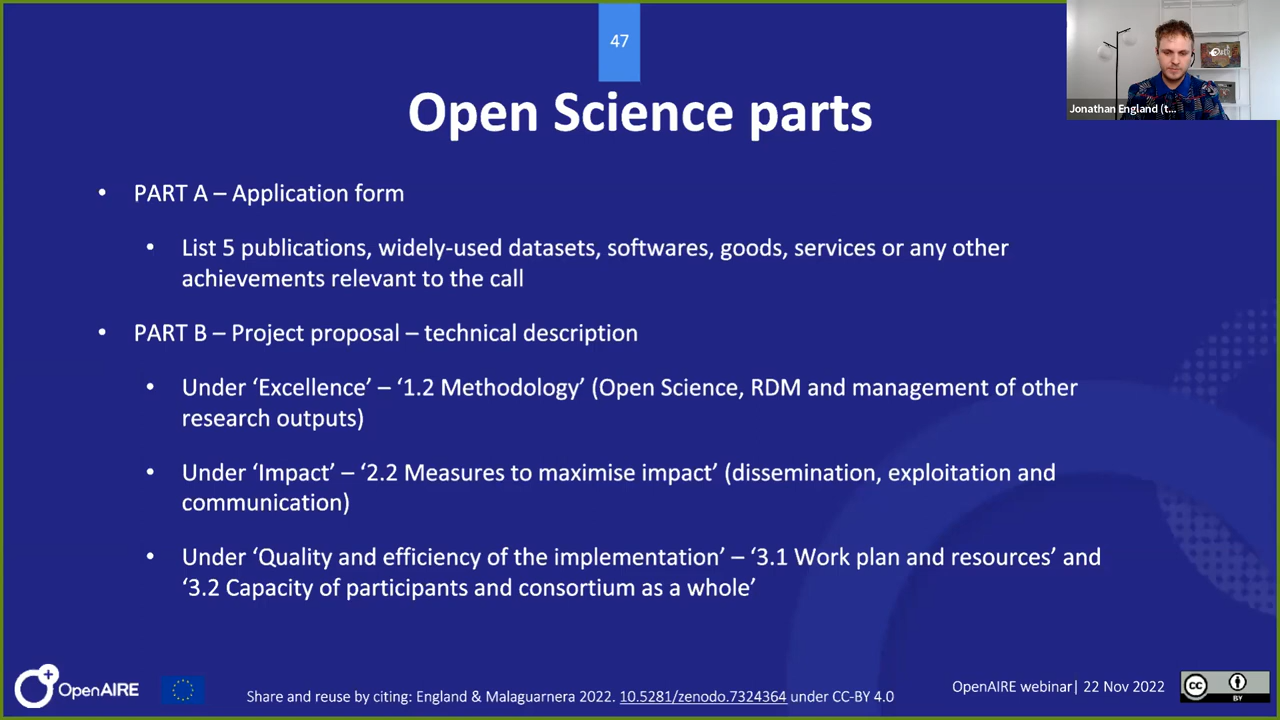 47
Open Science parts
Jonathan England (t...
• PART A – Application form
• List 5 publications, widely-used datasets, softwares, goods, services or any other
achievements relevant to the call
• PART B – Project proposal – technical description
• Under ‘Excellence’ – ‘1.2 Methodology’ (Open Science, RDM and management of other
research outputs)
• Under ‘Impact’ – ‘2.2 Measures to maximise impact’ (dissemination, exploitation and
communication)
• Under ‘Quality and efficiency of the implementation’ – ‘3.1 Work plan and resources’ and
‘3.2 Capacity of participants and consortium as a whole’
OpenAIRE
Share and reuse by citing: England & Malaguarnera 2022. 10.5281/zenodo.7324364 under CC-BY 4.0
OpenAIRE webinar| 22 Nov 2022
cc
BY